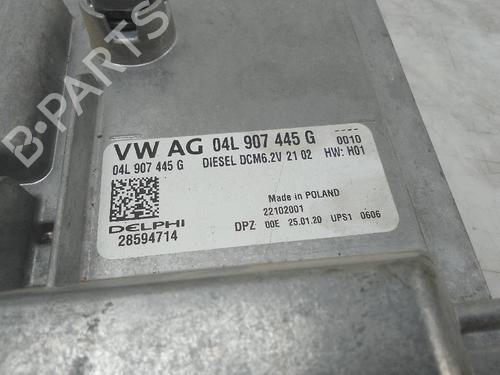 B-PARTS
VW AG 04L 907 445 G 0010
04L 907 445 G DIESEL DCM6.2V 21 02 HW: H01
Made in POLAND
22102001
DELPHI DPZ 00E 25.01.20 UPS1 0606
28594714